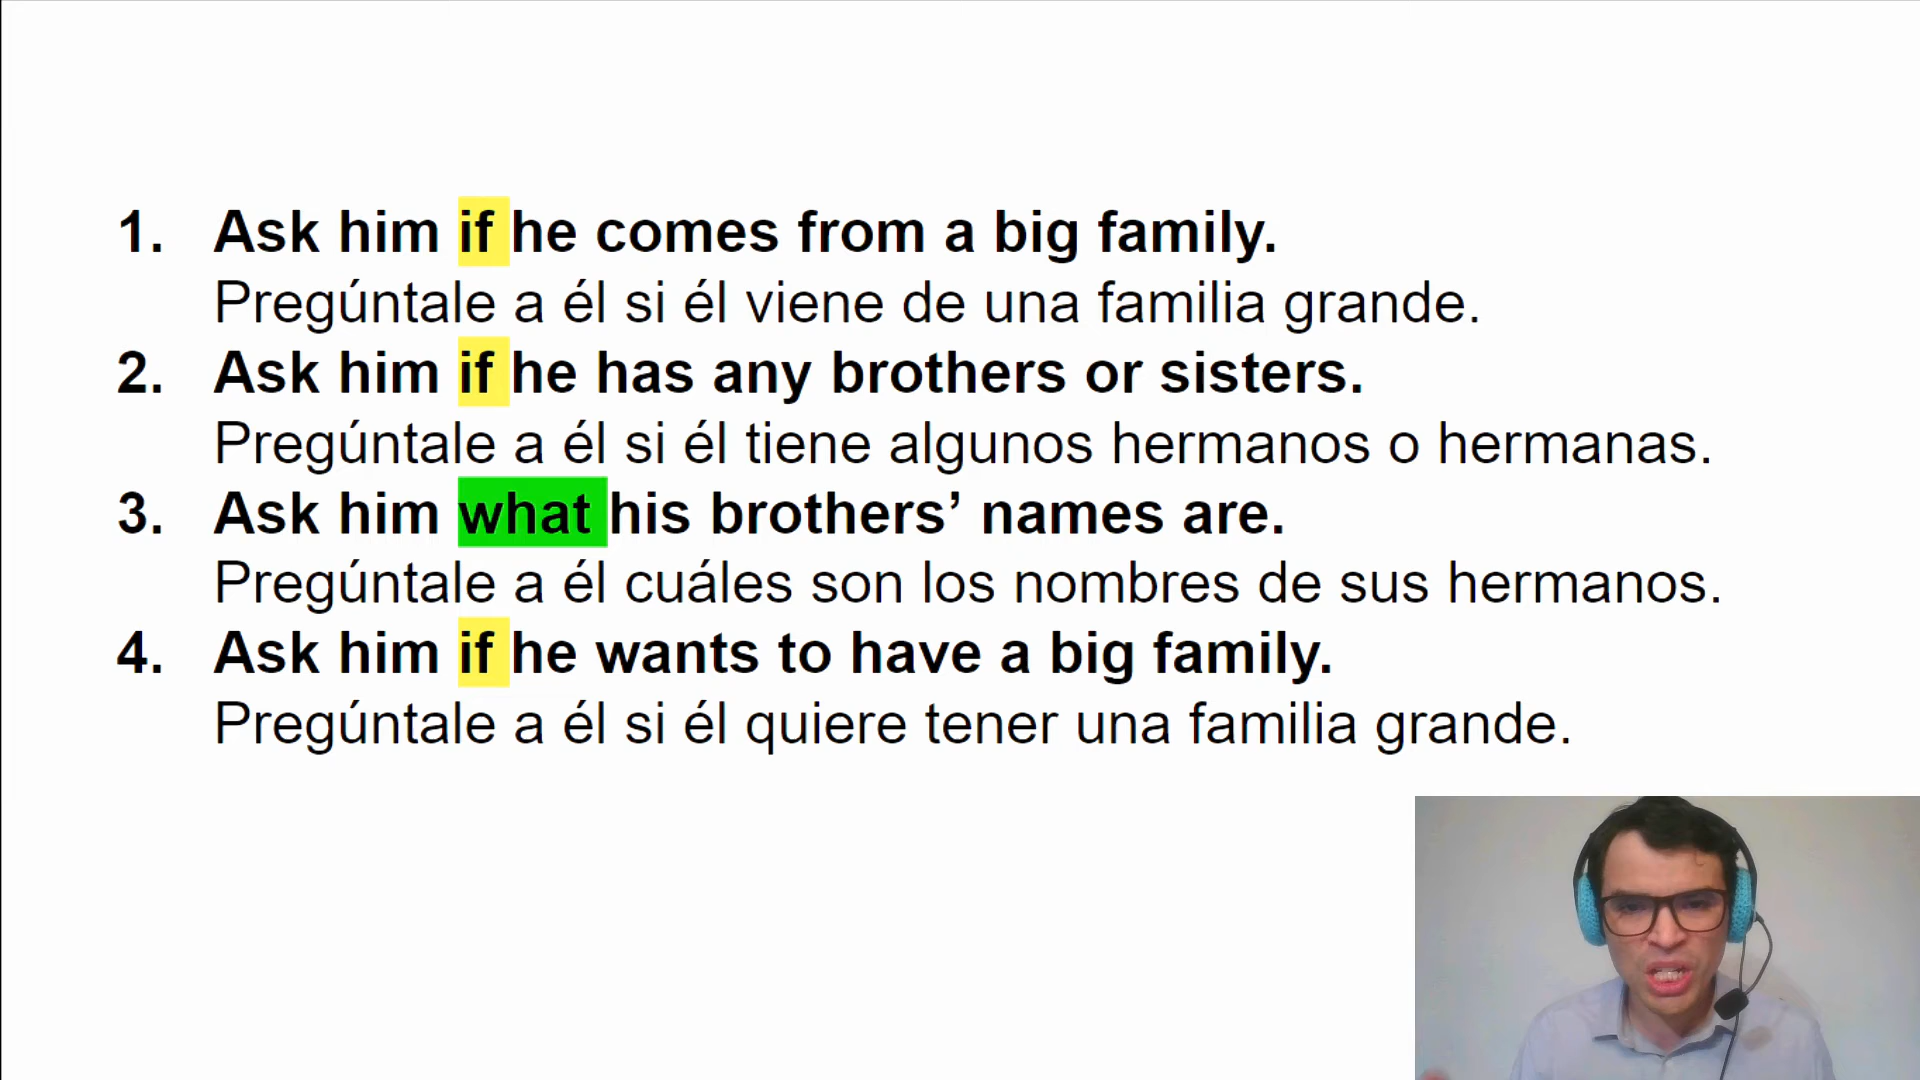 1. Ask him if he comes from a big family.
Pregúntale a él si él viene de una familia grande.
2. Ask him if he has any brothers or sisters.
Pregúntale a él si él tiene algunos hermanos o hermanas.
3. Ask him what his brothers’ names are.
Pregúntale a él cuáles son los nombres de sus hermanos.
4. Ask him if he wants to have a big family.
Pregúntale a él si él quiere tener una familia grande.